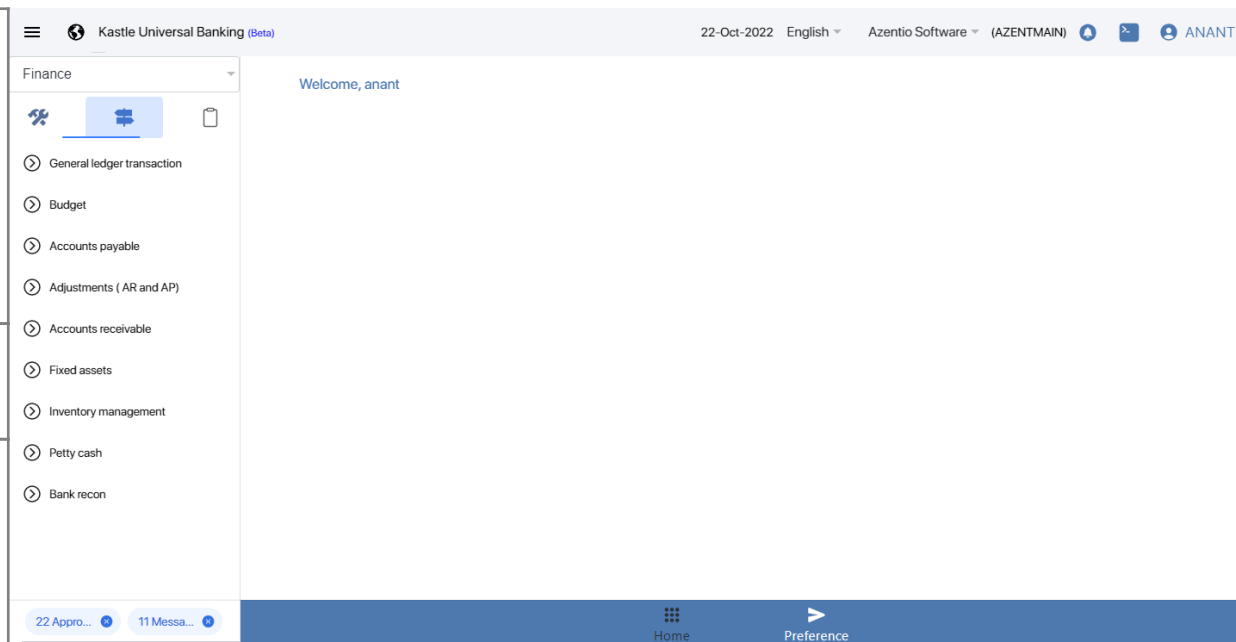 Kastle Universal Banking (Beta)
22-Oct-2022 English Azentio Software (AZENTMAIN) ANANT
Finance
Welcome, anant
General ledger transaction
Budget
Accounts payable
Adjustments ( AR and AP)
Accounts receivable
Fixed assets
Inventory management
Petty cash
Bank recon
22 Appro... 11 Messa...
Home Preference